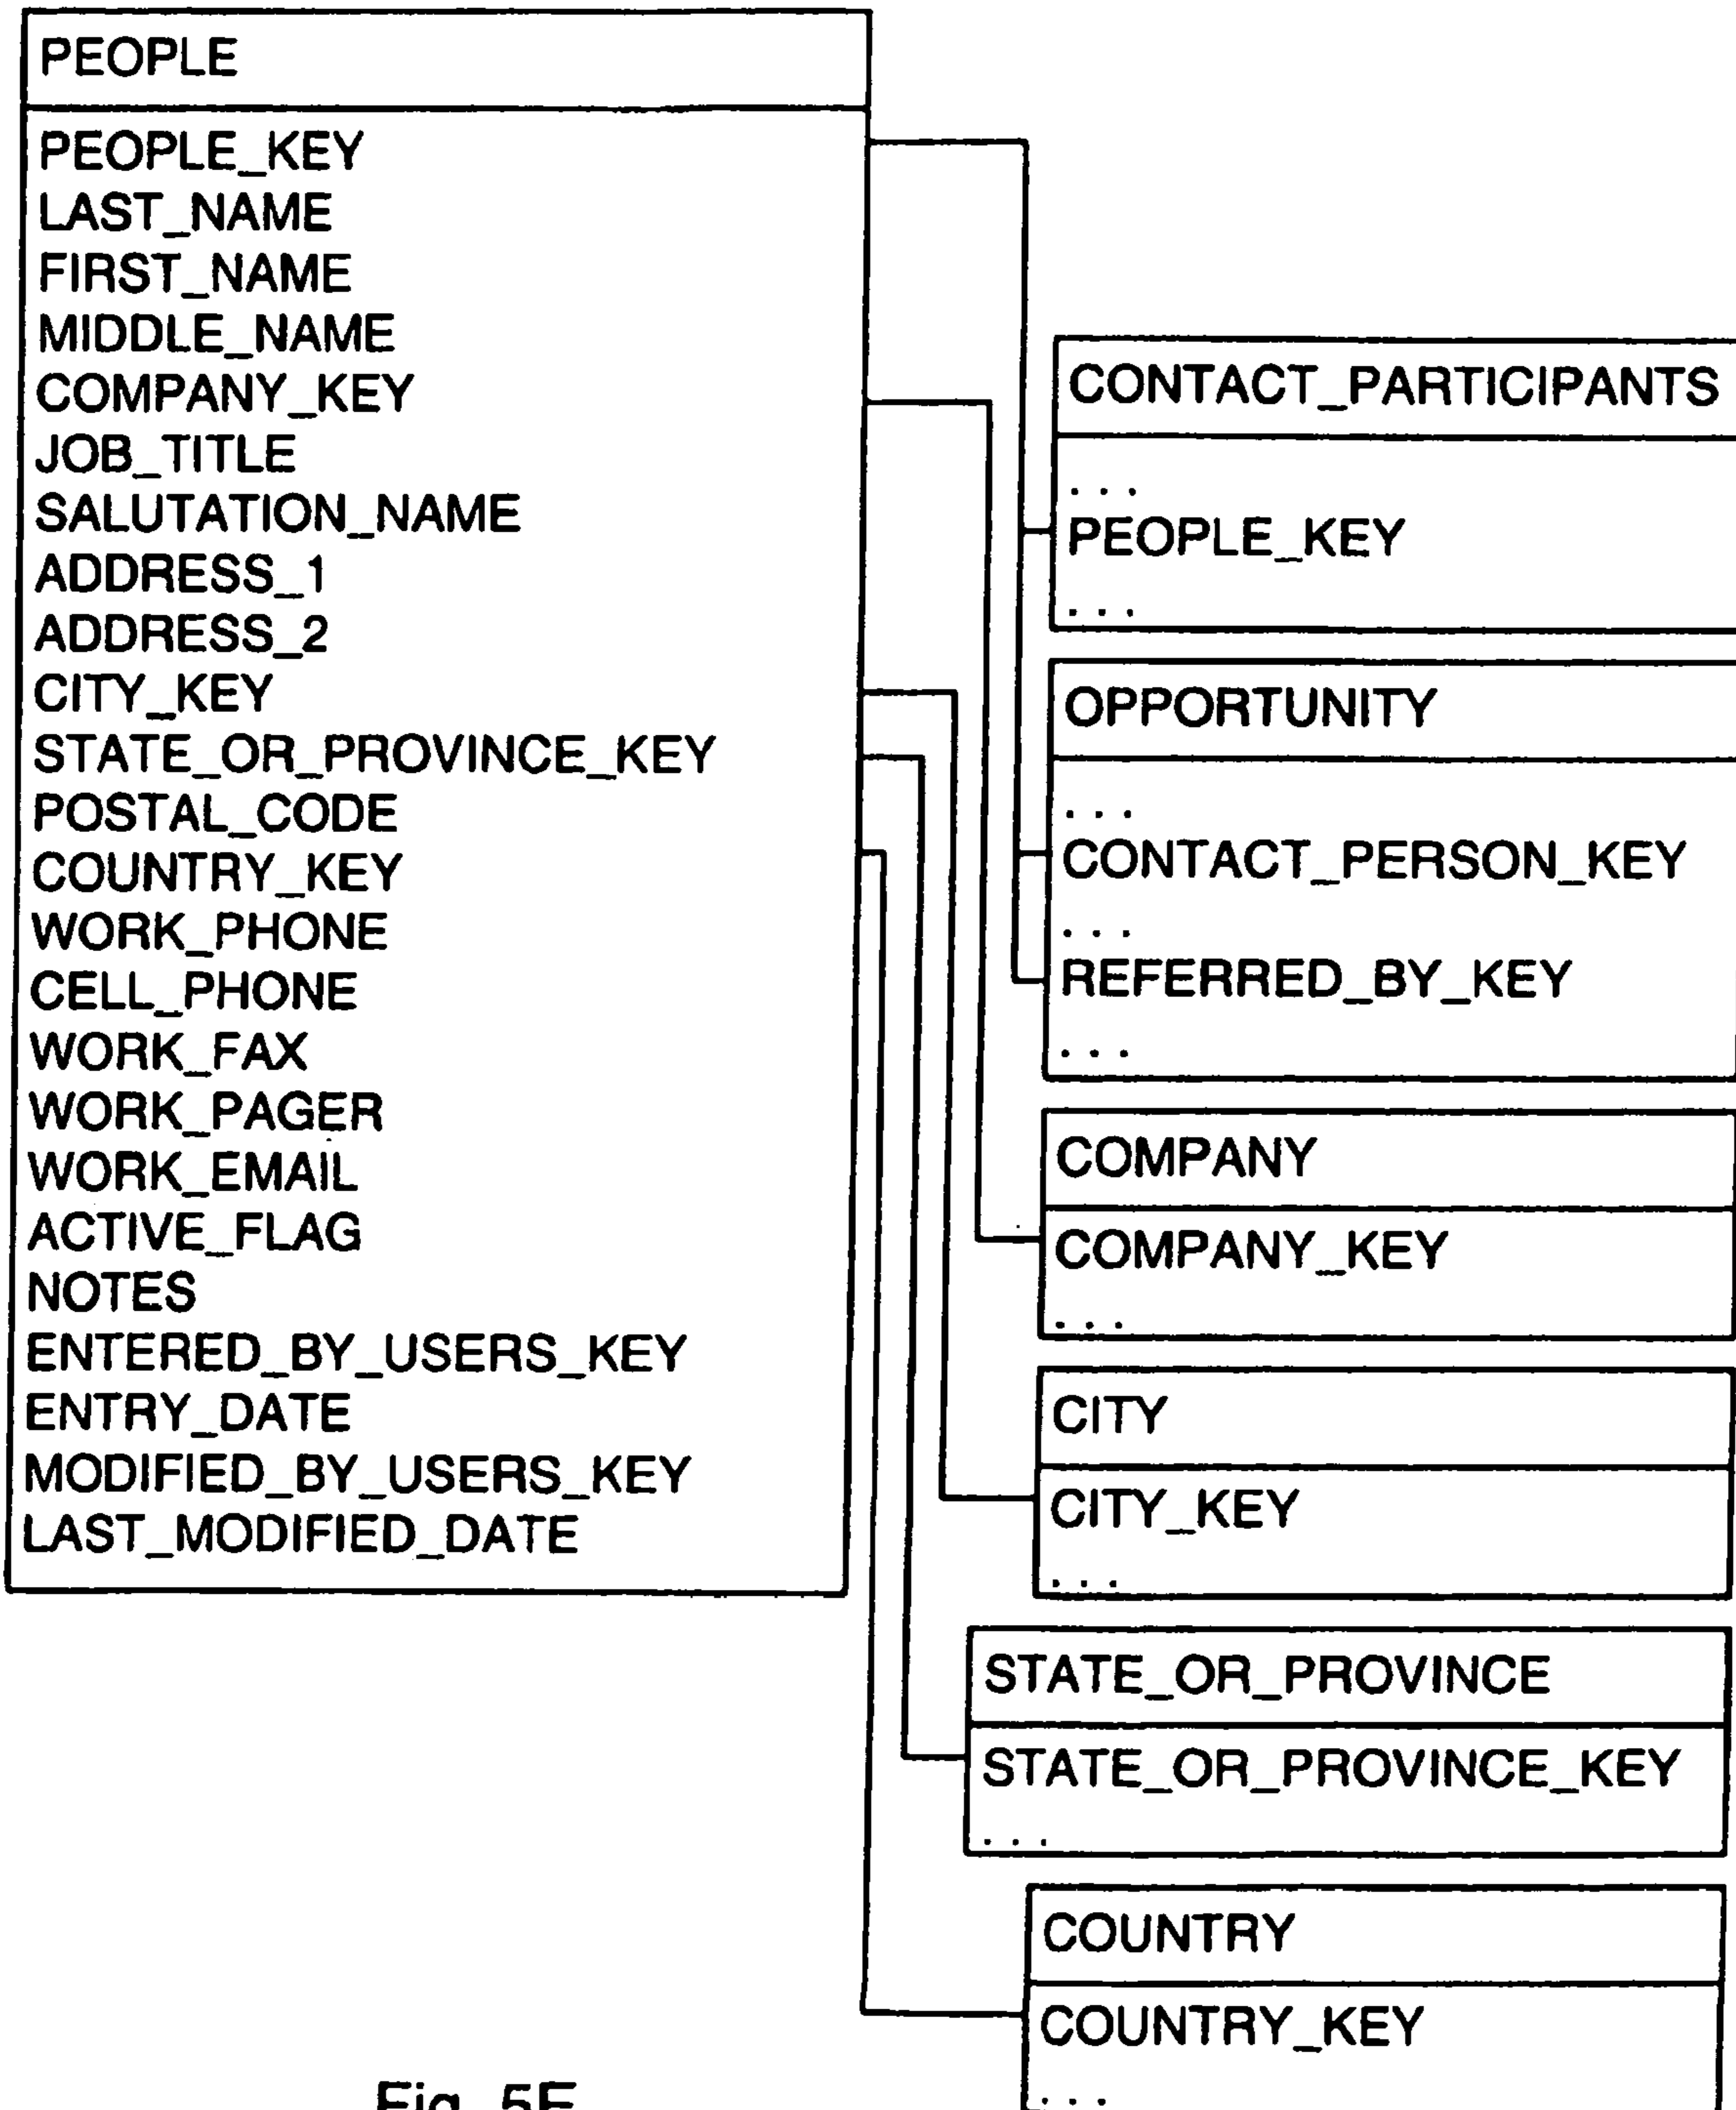 PEOPLE
PEOPLE_KEY
LAST_NAME
FIRST_NAME
MIDDLE_NAME
COMPANY_KEY
JOB_TITLE
SALUTATION_NAME
ADDRESS_1
ADDRESS_2
CITY_KEY
STATE_OR_PROVINCE_KEY
POSTAL_CODE
COUNTRY_KEY
WORK_PHONE
CELL_PHONE
WORK_FAX
WORK_PAGER
WORK_EMAIL
ACTIVE_FLAG
NOTES
ENTERED_BY_USERS_KEY
ENTRY_DATE
MODIFIED_BY_USERS_KEY
LAST_MODIFIED_DATE
CONTACT_PARTICIPANTS
. . .
PEOPLE_KEY
. . .
OPPORTUNITY
. . .
CONTACT_PERSON_KEY
. . .
REFERRED_BY_KEY
. . .
COMPANY
COMPANY_KEY
. . .
CITY
CITY_KEY
. . .
STATE_OR_PROVINCE
STATE_OR_PROVINCE_KEY
. . .
COUNTRY
COUNTRY_KEY
. . .
Fig.